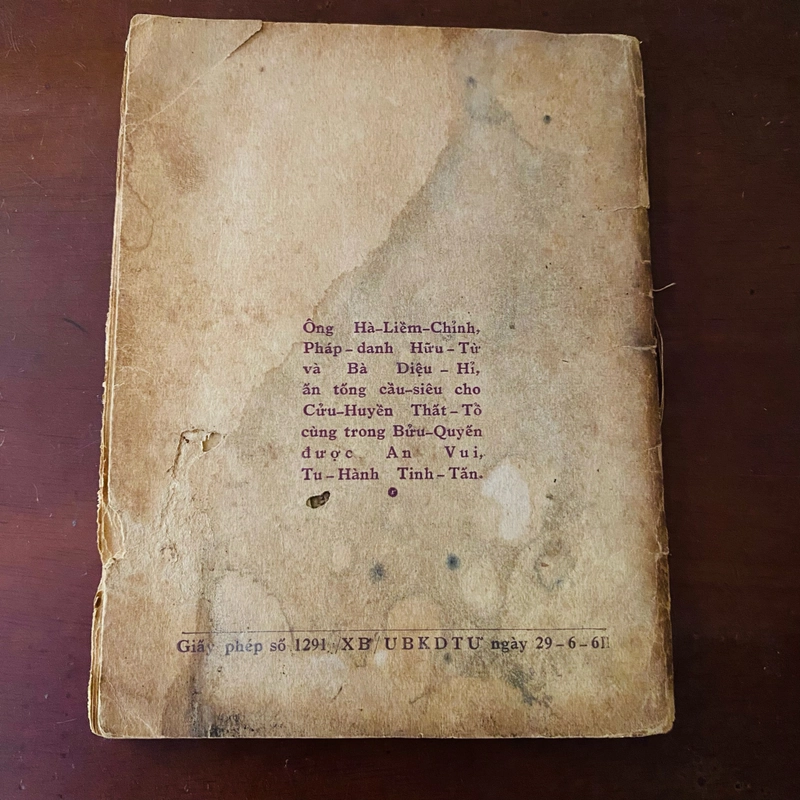 Ông Hà-Liêm-Chỉnh,
Pháp-danh Hữu-Từ
và Bà Diệu-Hỉ,
ấn tống cầu-siêu cho
Cửu-Huyền Thất-Tổ
cùng trong Bửu-Quyến
được An Vui,
Tu-Hành Tinh-Tấn.
Giấy phép số 1291/XB/UBKDTƯ ngày 29-6-61